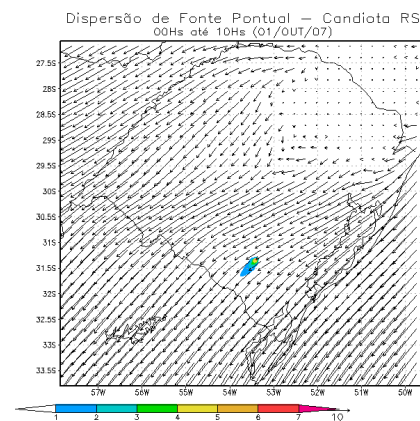 Dispersão de Fonte Pontual – Candiota RS
00Hs até 10Hs (01/OUT/07)
27.5S
28S
28.5S
29S
29.5S
30S
30.5S
31S
31.5S
32S
32.5S
33S
33.5S
57W 56W 55W 54W 53W 52W 51W 50W
1 2 3 4 5 6 7 10